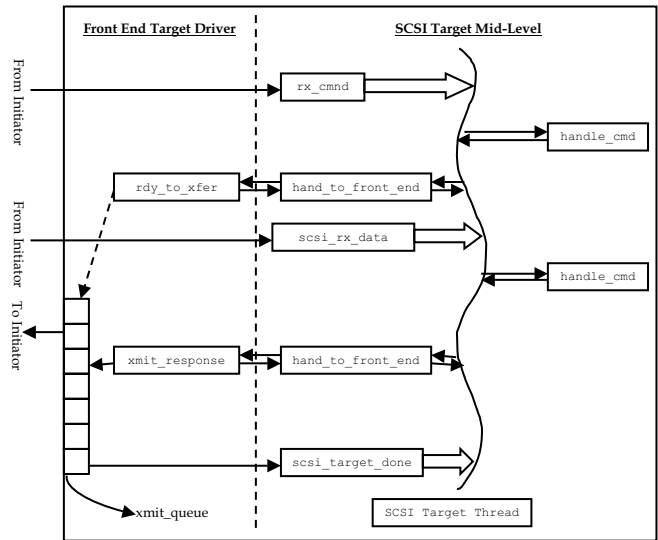 Front End Target Driver
SCSI Target Mid-Level
From Initiator
rx_cmnd
handle_cmd
rdy_to_xfer
hand_to_front_end
From Initiator
scsi_rx_data
handle_cmd
To Initiator
xmit_response
hand_to_front_end
scsi_target_done
xmit_queue
SCSI Target Thread